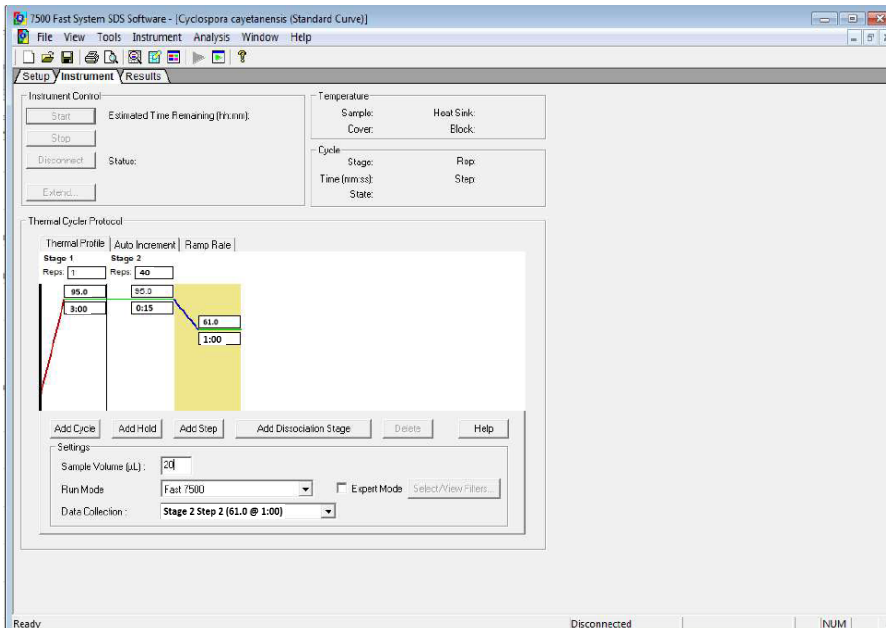 7500 Fast System SDS Software - [Cyclospora cayetanensis (Standard Curve)]
File View Tools Instrument Analysis Window Help
Setup Instrument Results
Instrument Control
Start Estimated Time Remaining (hh:mm):
Stop
Disconnect Status:
Extend...
Temperature
Sample: Heat Sink:
Cover: Block:
Cycle
Stage: Rep:
Time (mm:ss): Step:
State:
Thermal Cycler Protocol
Thermal Profile Auto Increment Ramp Rate
Stage 1 Stage 2
Reps: 1 Reps: 40
95.0 95.0
3:00 0:15
61.0
1:00
Add Cycle Add Hold Add Step Add Dissociation Stage Delete Help
Settings
Sample Volume (µL) : 20
Run Mode Fast 7500 Expert Mode Select/View Filters...
Data Collection : Stage 2 Step 2 (61.0 @ 1:00)
Ready Disconnected NUM